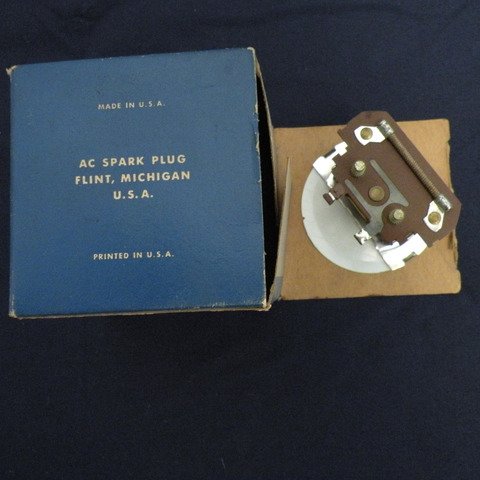 MADE IN U.S.A.
AC SPARK PLUG
FLINT, MICHIGAN
U.S.A.
PRINTED IN U.S.A.